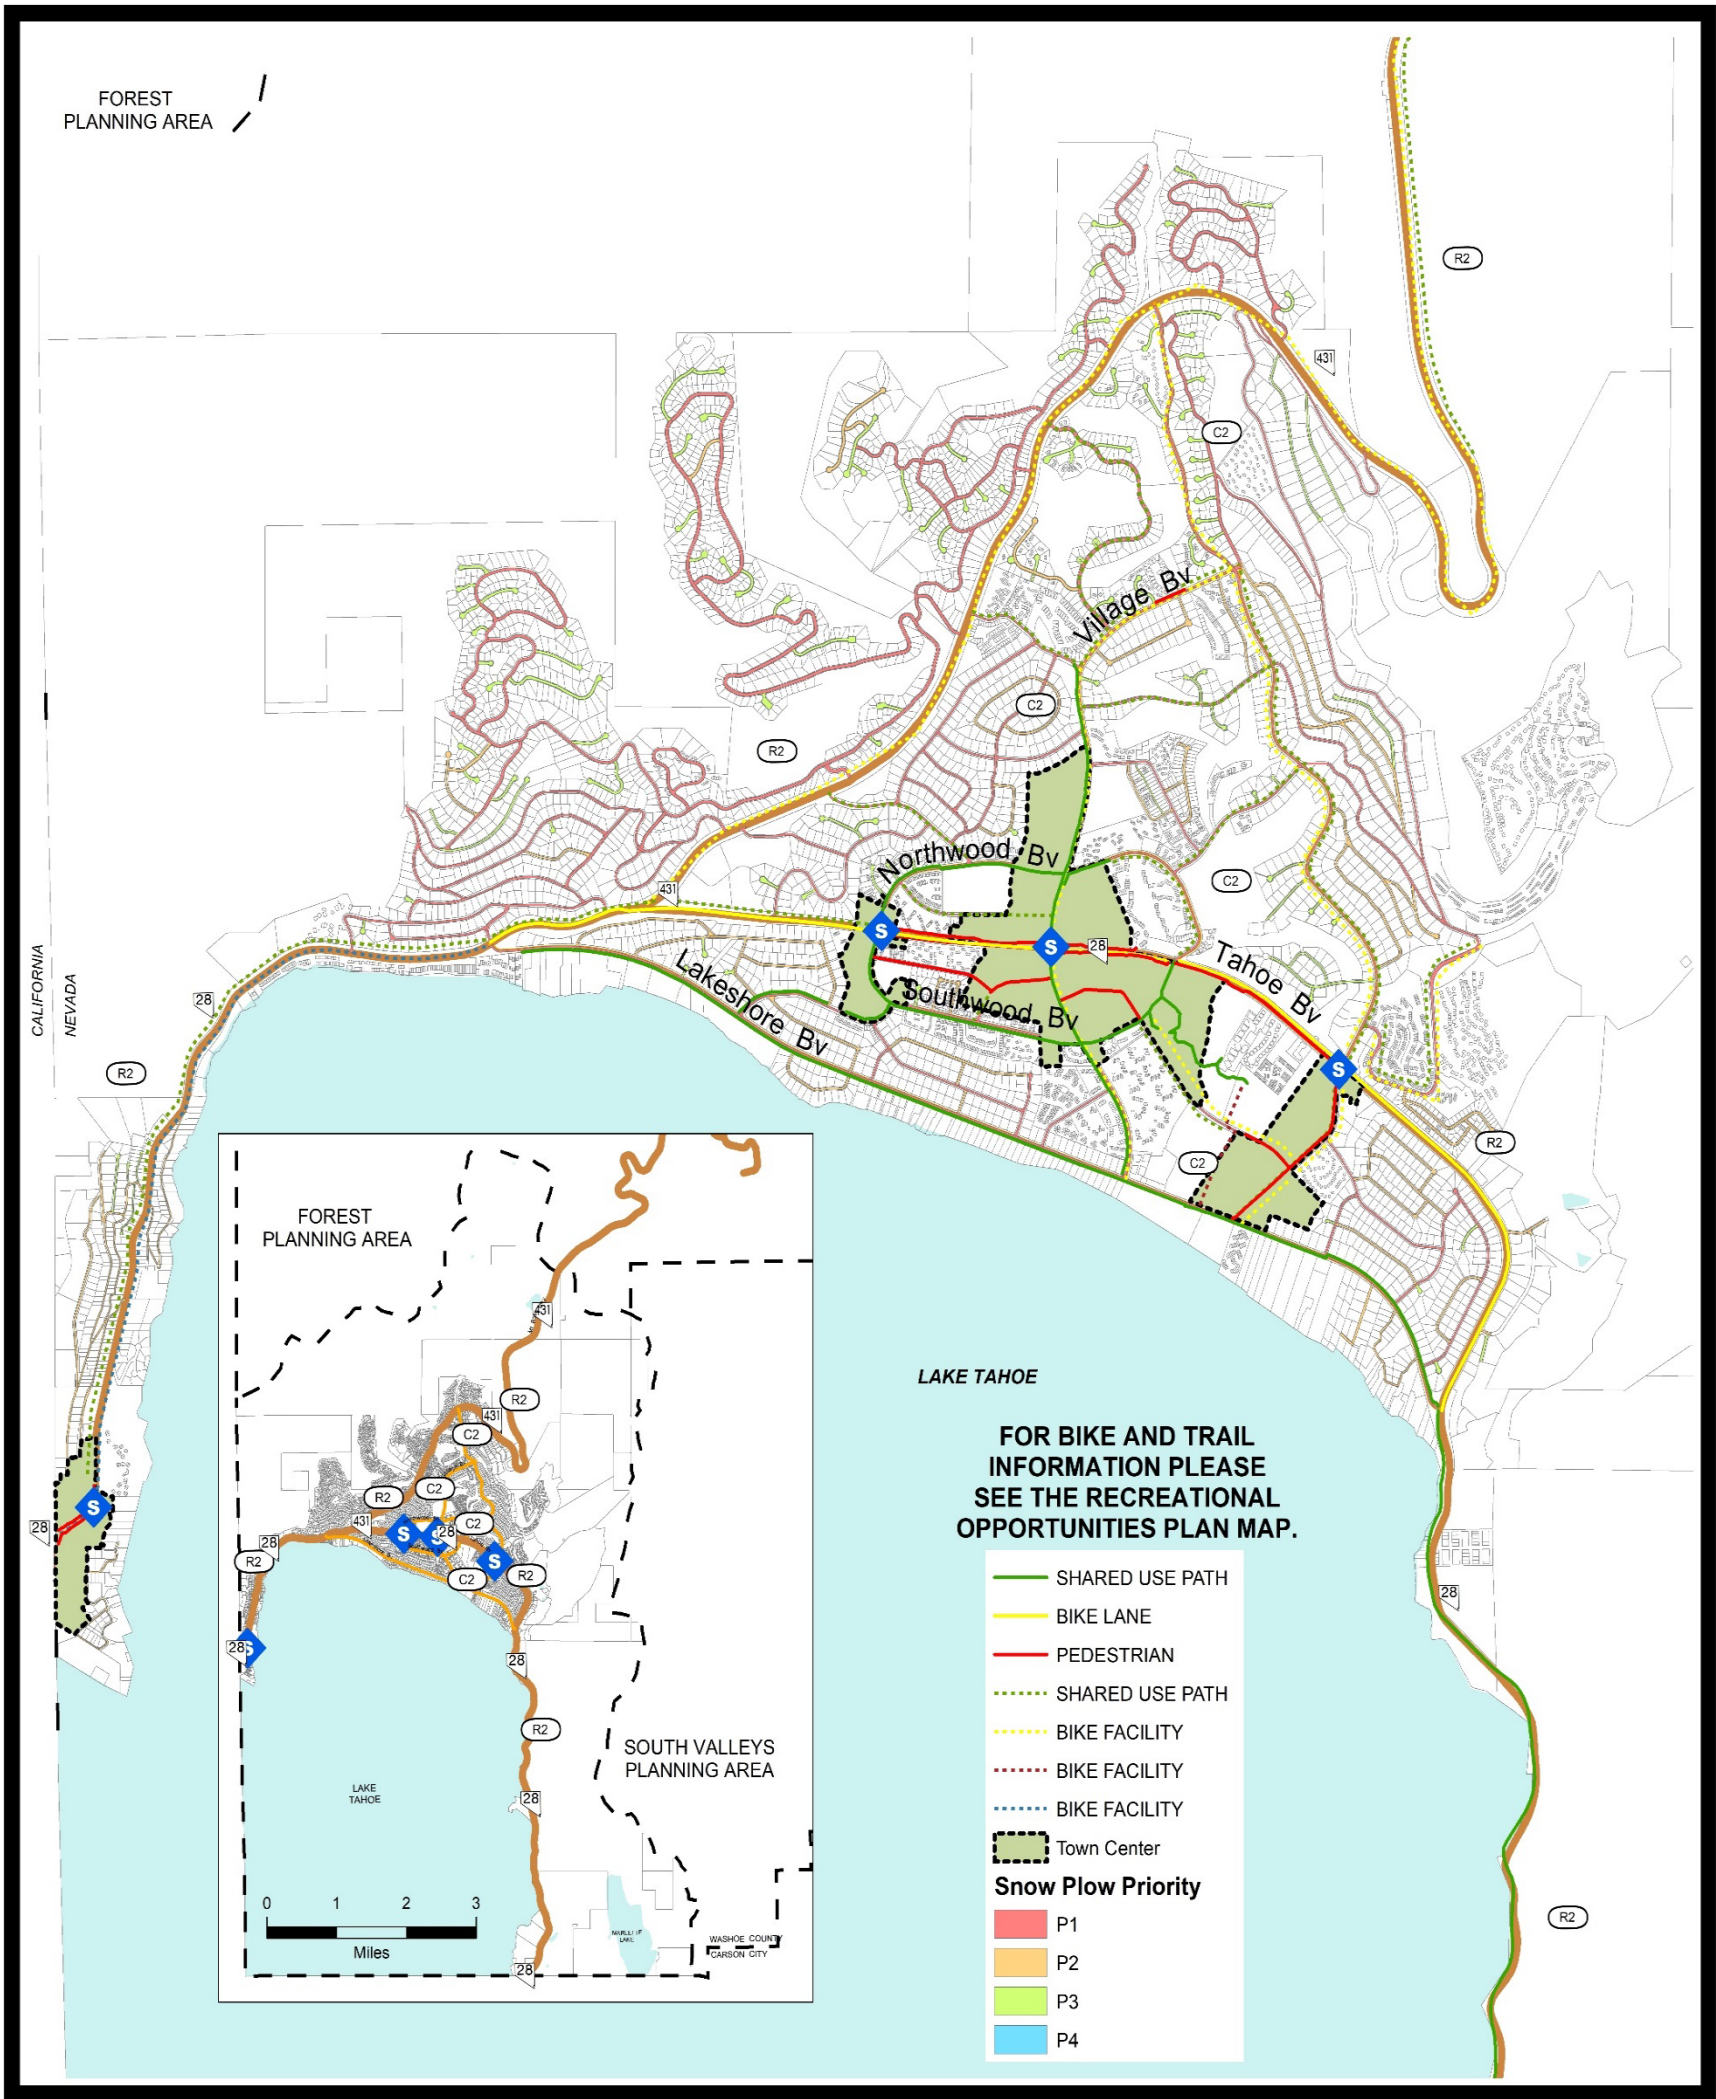 FOREST
PLANNING AREA
R2
431
C2
Village Bv
C2
R2
Northwood Bv
C2
431
S
S
28
Tahoe Bv
CALIFORNIA
NEVADA
28
Lakeshore Bv
Southwood Bv
R2
S
R2
C2
FOREST
PLANNING AREA
431
R2
431
C2
C2
R2
431
C2
S
S
28
28
S
R2
C2
R2
28
S
28
R2
SOUTH VALLEYS
PLANNING AREA
LAKE
TAHOE
28
0 1 2 3
Miles
LAKE
WASHOE COUNTY
CARSON CITY
28
S
28
LAKE TAHOE
FOR BIKE AND TRAIL
INFORMATION PLEASE
SEE THE RECREATIONAL
OPPORTUNITIES PLAN MAP.
SHARED USE PATH
BIKE LANE
PEDESTRIAN
SHARED USE PATH
BIKE FACILITY
BIKE FACILITY
BIKE FACILITY
Town Center
Snow Plow Priority
P1
P2
P3
P4
28
R2